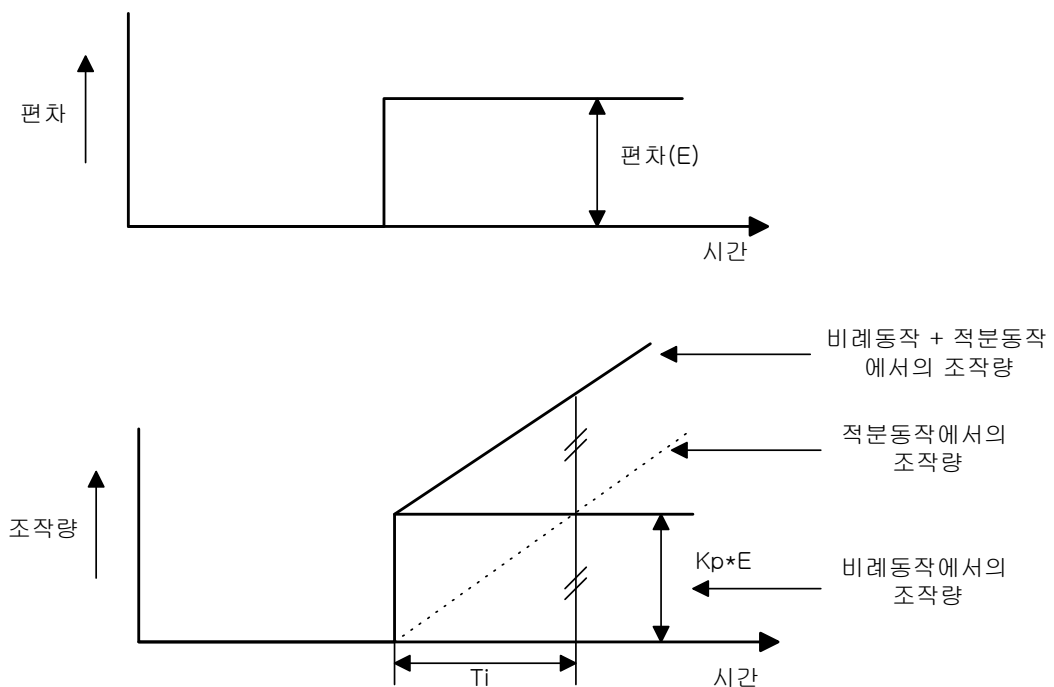 편차
편차(E)
시간
비례동작 + 적분동작
에서의 조작량
적분동작에서의
조작량
조작량
Kp*E
비례동작에서의
조작량
Ti
시간